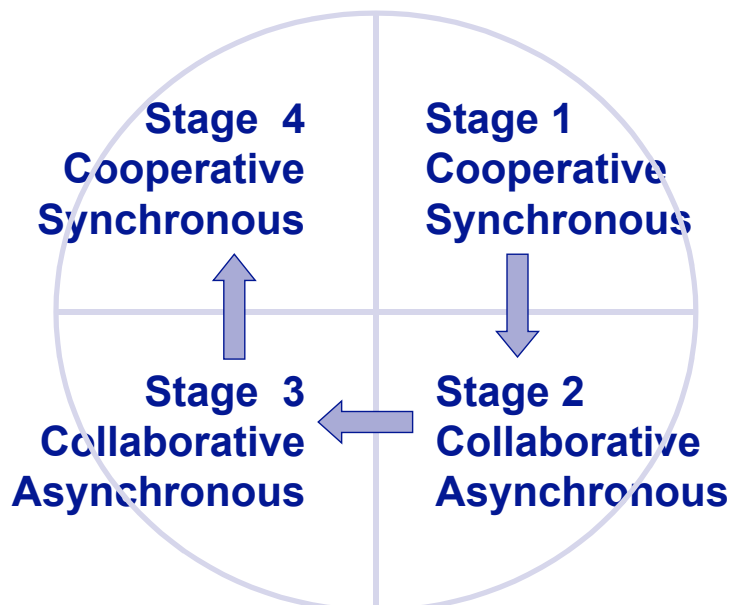 Stage 4
Cooperative
Synchronous
Stage 1
Cooperative
Synchronous
Stage 3
Collaborative
Asynchronous
Stage 2
Collaborative
Asynchronous